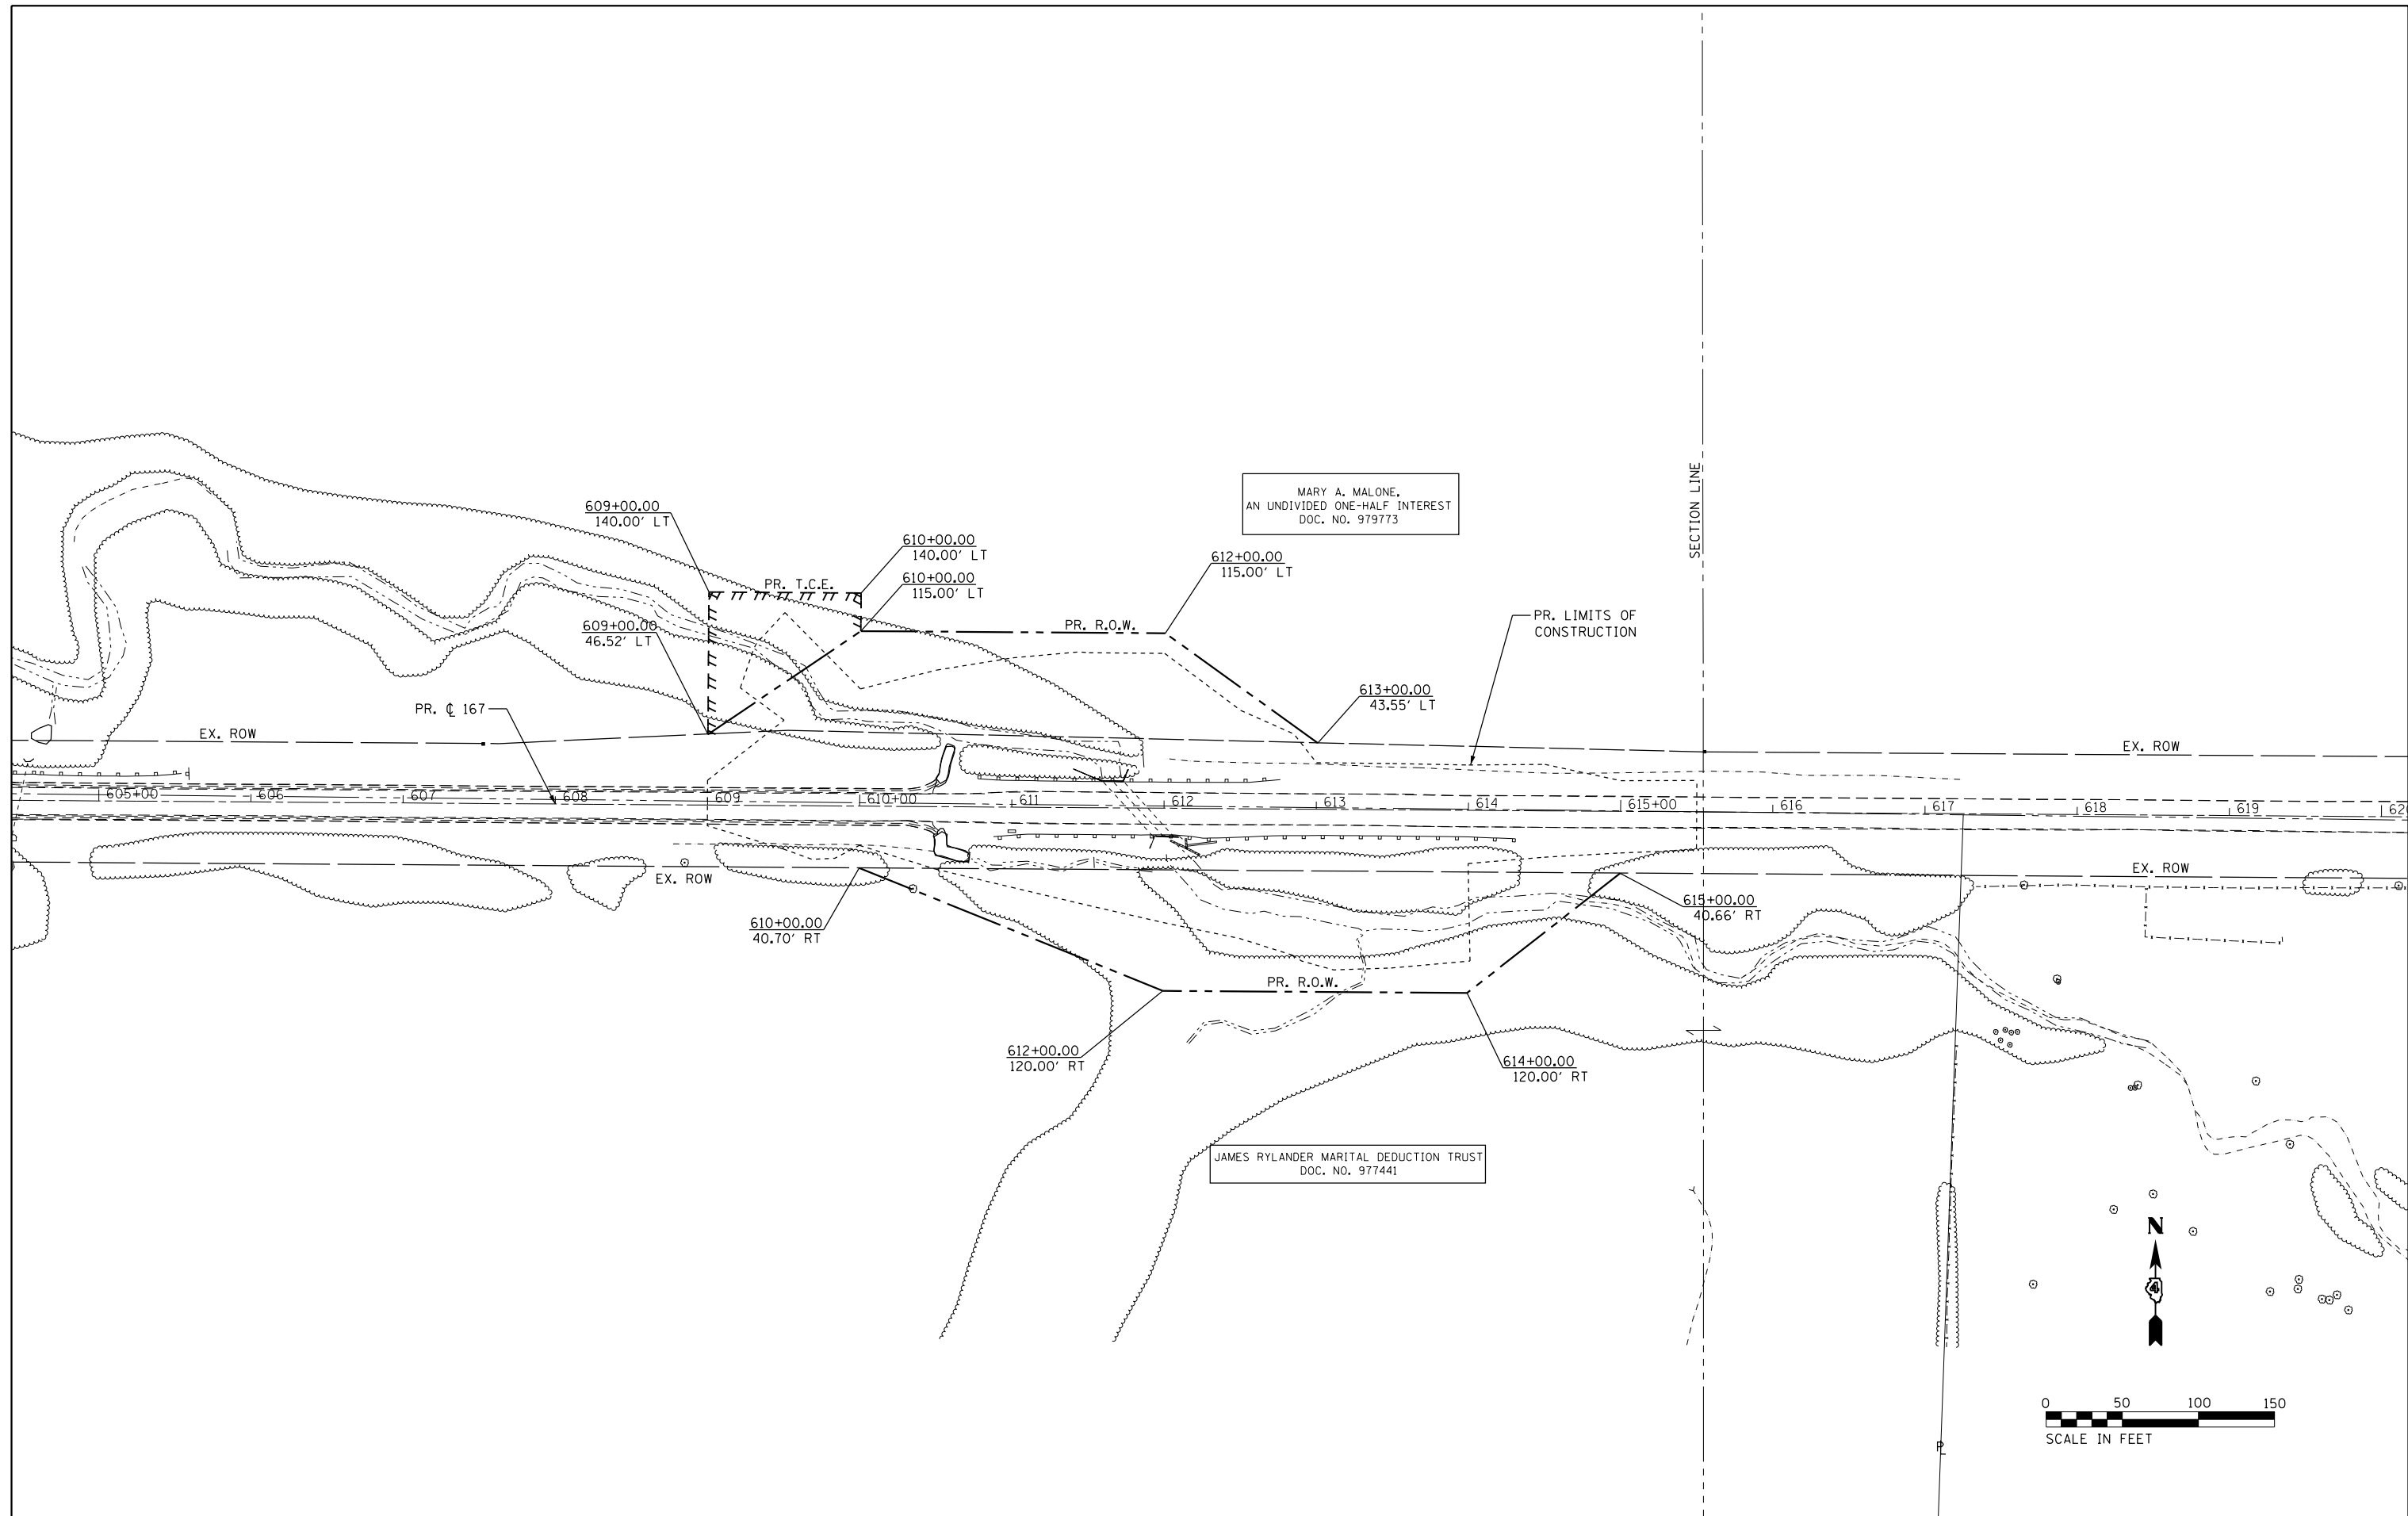 MARY A. MALONE,
AN UNDIVIDED ONE-HALF INTEREST
DOC. NO. 979773
SECTION LINE
609+00.00
140.00' LT
610+00.00
140.00' LT
612+00.00
115.00' LT
PR. T.C.E.
610+00.00
115.00' LT
609+00.00
46.52' LT
PR. R.O.W.
PR. LIMITS OF
CONSTRUCTION
613+00.00
43.55' LT
PR. ℄ 167
EX. ROW
EX. ROW
605+00 606 607 608 609 610+00 611 612 613 614 615+00 616 617 618 619
EX. ROW
EX. ROW
615+00.00
40.66' RT
610+00.00
40.70' RT
PR. R.O.W.
612+00.00
120.00' RT
614+00.00
120.00' RT
JAMES RYLANDER MARITAL DEDUCTION TRUST
DOC. NO. 977441
N
4
0 50 100 150
SCALE IN FEET